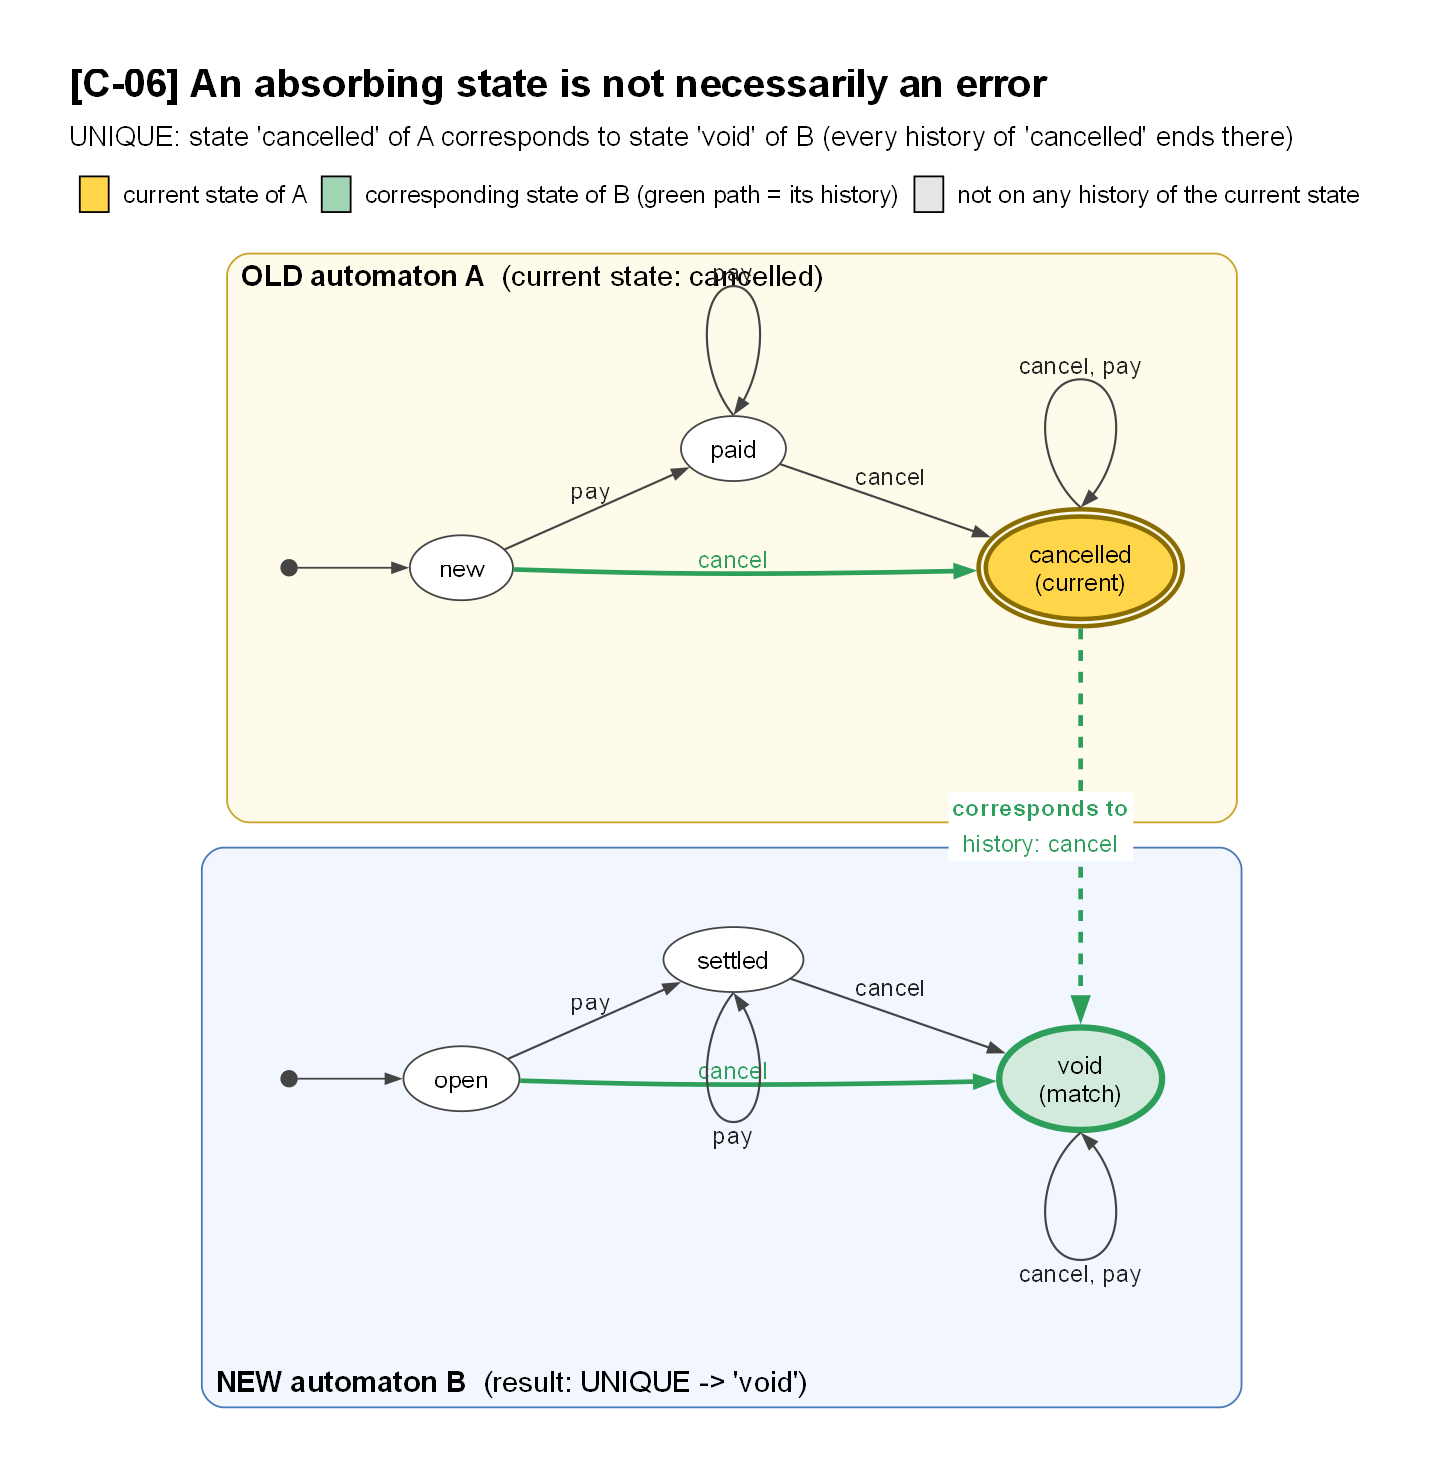 [C-06] An absorbing state is not necessarily an error
UNIQUE: state 'cancelled' of A corresponds to state 'void' of B (every history of 'cancelled' ends there)
current state of A
corresponding state of B (green path = its history)
not on any history of the current state
OLD automaton A (current state: cancelled)
pay
cancel, pay
paid
pay
cancel
new
cancel
cancelled
(current)
corresponds to
history: cancel
settled
pay
cancel
open
cancel
void
(match)
pay
cancel, pay
NEW automaton B (result: UNIQUE -> 'void')